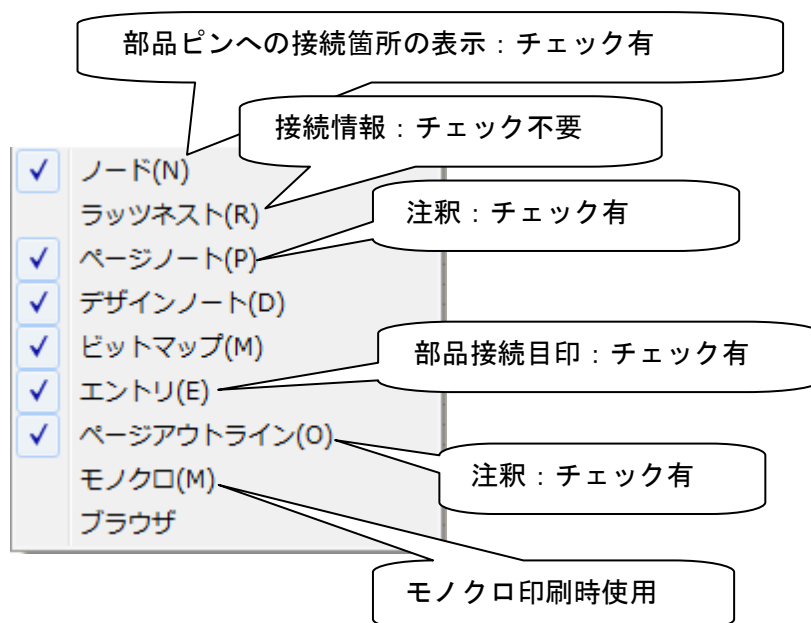 部品ピンへの接続箇所の表示：チェック有
接続情報：チェック不要
ノード(N)
ラッツネスト(R)
注釈：チェック有
ページノート(P)
デザインノート(D)
ビットマップ(M)
部品接続目印：チェック有
エントリ(E)
ページアウトライン(O)
注釈：チェック有
モノクロ(M)
ブラウザ
モノクロ印刷時使用